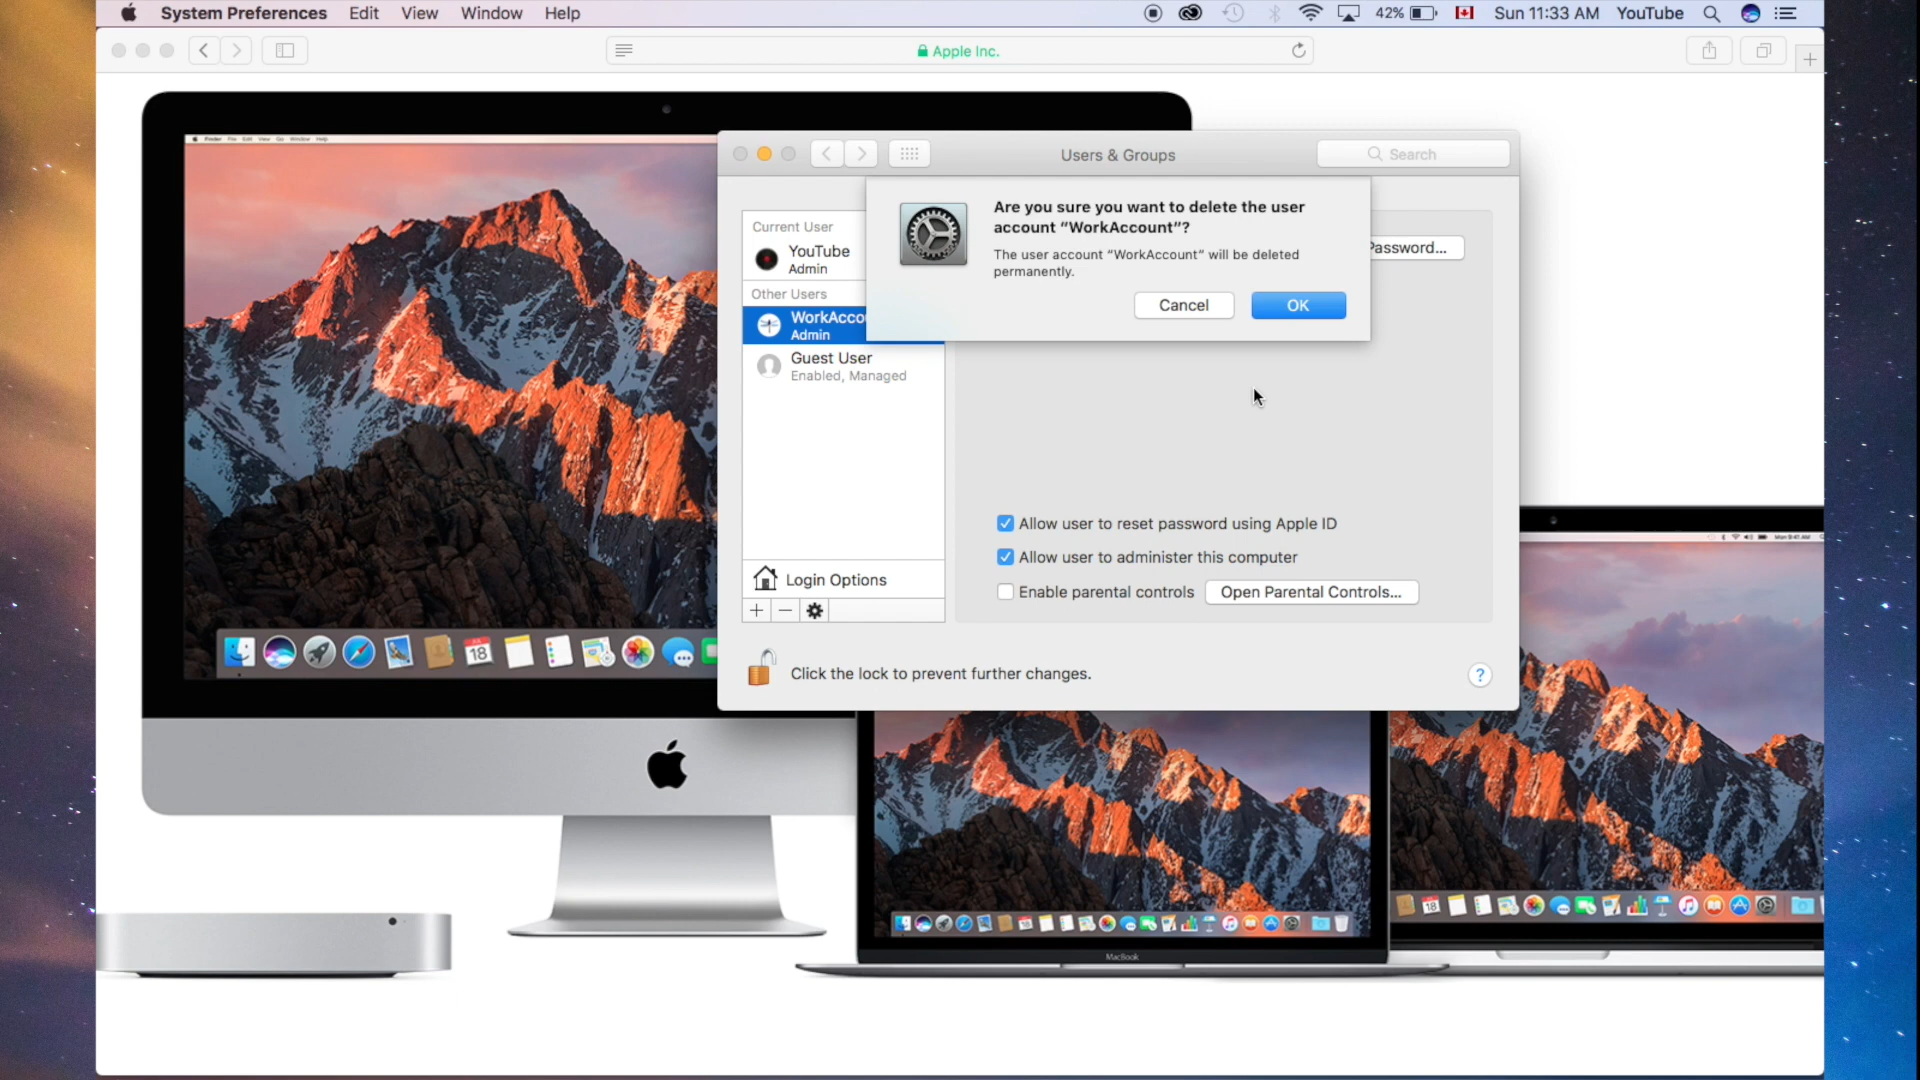 System Preferences Edit View Window Help
42% Sun 11:33 AM YouTube
Apple Inc.
Users & Groups
Search
Are you sure you want to delete the user
account “WorkAccount”?
The user account “WorkAccount” will be deleted
permanently.
Cancel
OK
Current User
YouTube
Admin
Other Users
WorkAccou
Admin
Guest User
Enabled, Managed
Password...
Allow user to reset password using Apple ID
Allow user to administer this computer
Enable parental controls
Open Parental Controls...
Login Options
Click the lock to prevent further changes.
?
18
MacBook
18